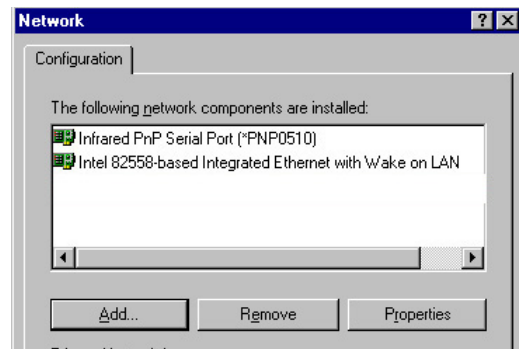 Network
Configuration
The following network components are installed:
Infrared PnP Serial Port (*PNP0510)
Intel 82558-based Integrated Ethernet with Wake on LAN
Add... Remove Properties